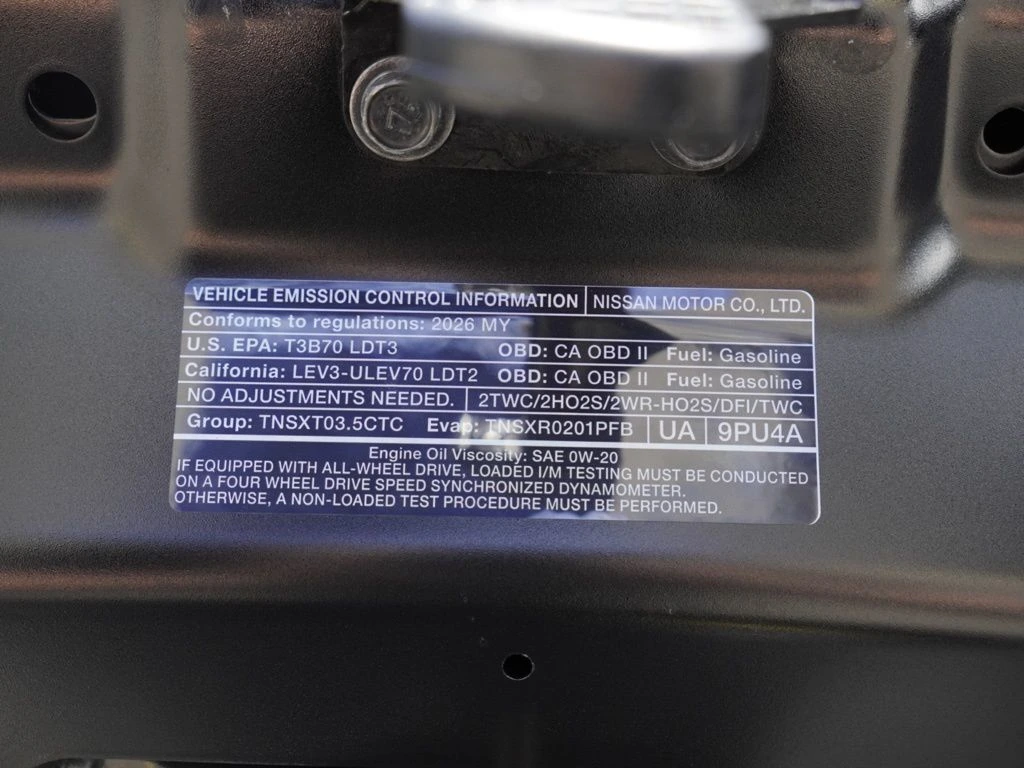 VEHICLE EMISSION CONTROL INFORMATION NISSAN MOTOR CO., LTD.
Conforms to regulations: 2026 MY
U.S. EPA: T3B70 LDT3 OBD: CA OBD II Fuel: Gasoline
California: LEV3-ULEV70 LDT2 OBD: CA OBD II Fuel: Gasoline
NO ADJUSTMENTS NEEDED. 2TWC/2HO2S/2WR-HO2S/DFI/TWC
Group: TNSXT03.5CTC Evap: TNSXR0201PFB UA 9PU4A
Engine Oil Viscosity: SAE 0W-20
IF EQUIPPED WITH ALL-WHEEL DRIVE, LOADED I/M TESTING MUST BE CONDUCTED
ON A FOUR WHEEL DRIVE SPEED SYNCHRONIZED DYNAMOMETER.
OTHERWISE, A NON-LOADED TEST PROCEDURE MUST BE PERFORMED.